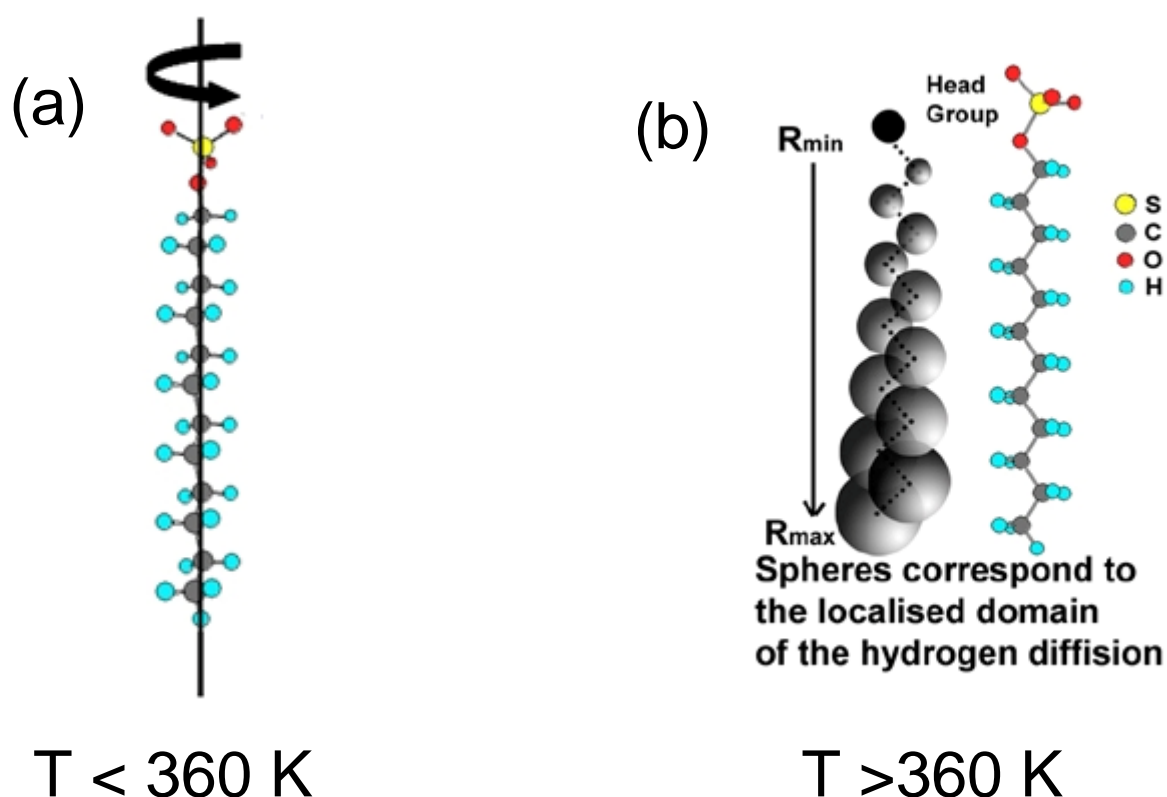 (a)
(b)
Head
Group
Rmin
S
C
O
H
Rmax
Spheres correspond to
the localised domain
of the hydrogen diffision
T < 360 K
T >360 K